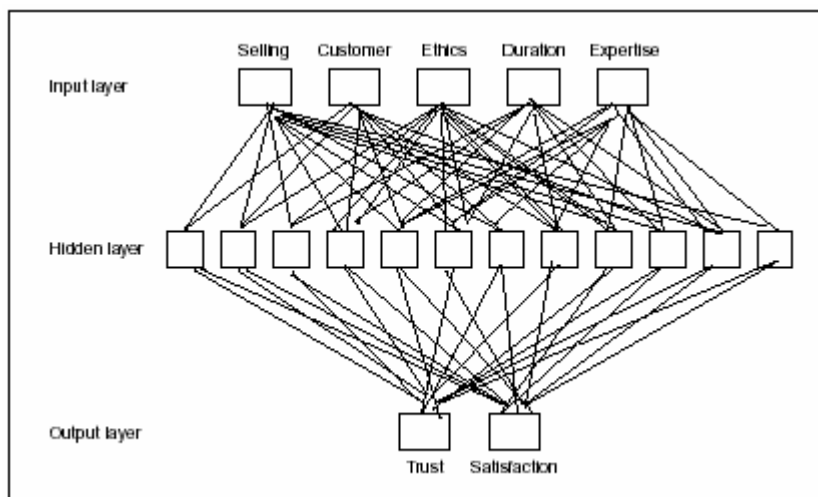 Selling Customer Ethics Duration Expertise
Input layer
Hidden layer
Output layer
Trust Satisfaction